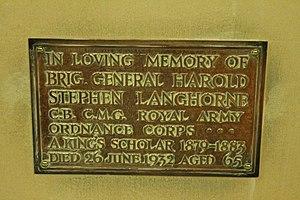 IN LOVING MEMORY OF
BRIG. GENERAL HAROLD
STEPHEN LANGHORNE
C.B. C.M.G. ROYAL ARMY
ORDNANCE CORPS • • •
A KING'S SCHOLAR 1879-1883
DIED 26 JUNE 1932 AGED 65